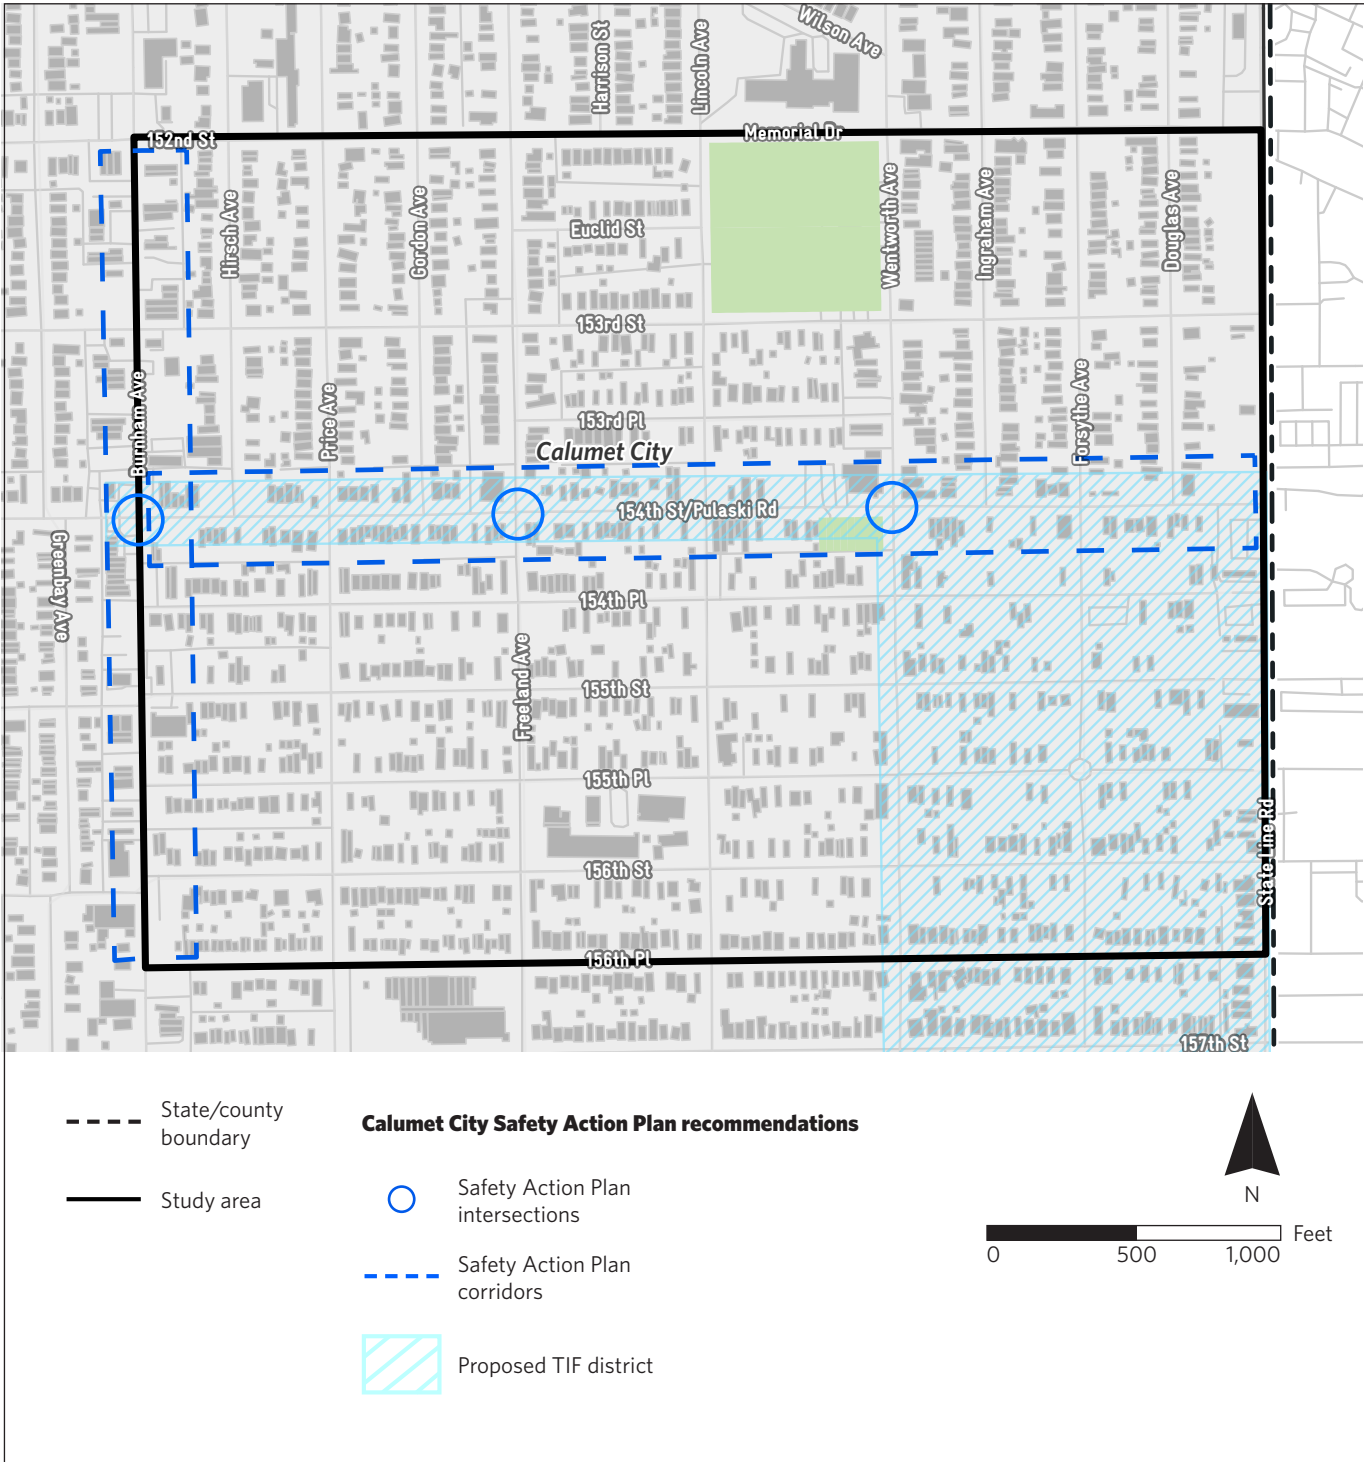 Wilson Ave
Harrison St
Lincoln Ave
152nd St
Memorial Dr
Hirsch Ave
Gordon Ave
Euclid St
Wentworth Ave
Ingraham Ave
Douglas Ave
153rd St
Burnham Ave
Price Ave
153rd Pl
Forsythe Ave
Calumet City
154th St/Pulaski Rd
Greenbay Ave
154th Pl
Freeland Ave
155th St
155th Pl
State Line Rd
156th St
156th Pl
157th St
State/county
boundary
Study area
Calumet City Safety Action Plan recommendations
Safety Action Plan
intersections
Safety Action Plan
corridors
Proposed TIF district
N
Feet
0 500 1,000